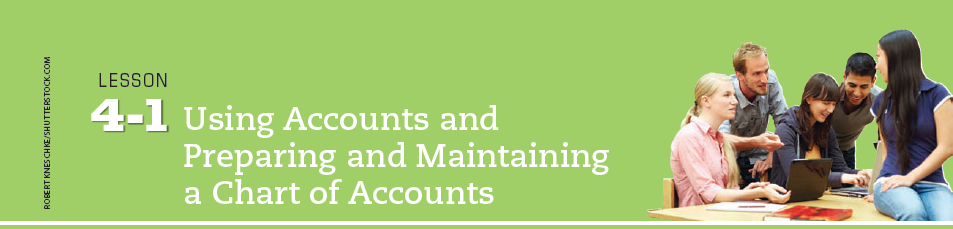 ROBERT KNESCHKE/SHUTTERSTOCK.COM
LESSON
4-1 Using Accounts and
Preparing and Maintaining
a Chart of Accounts